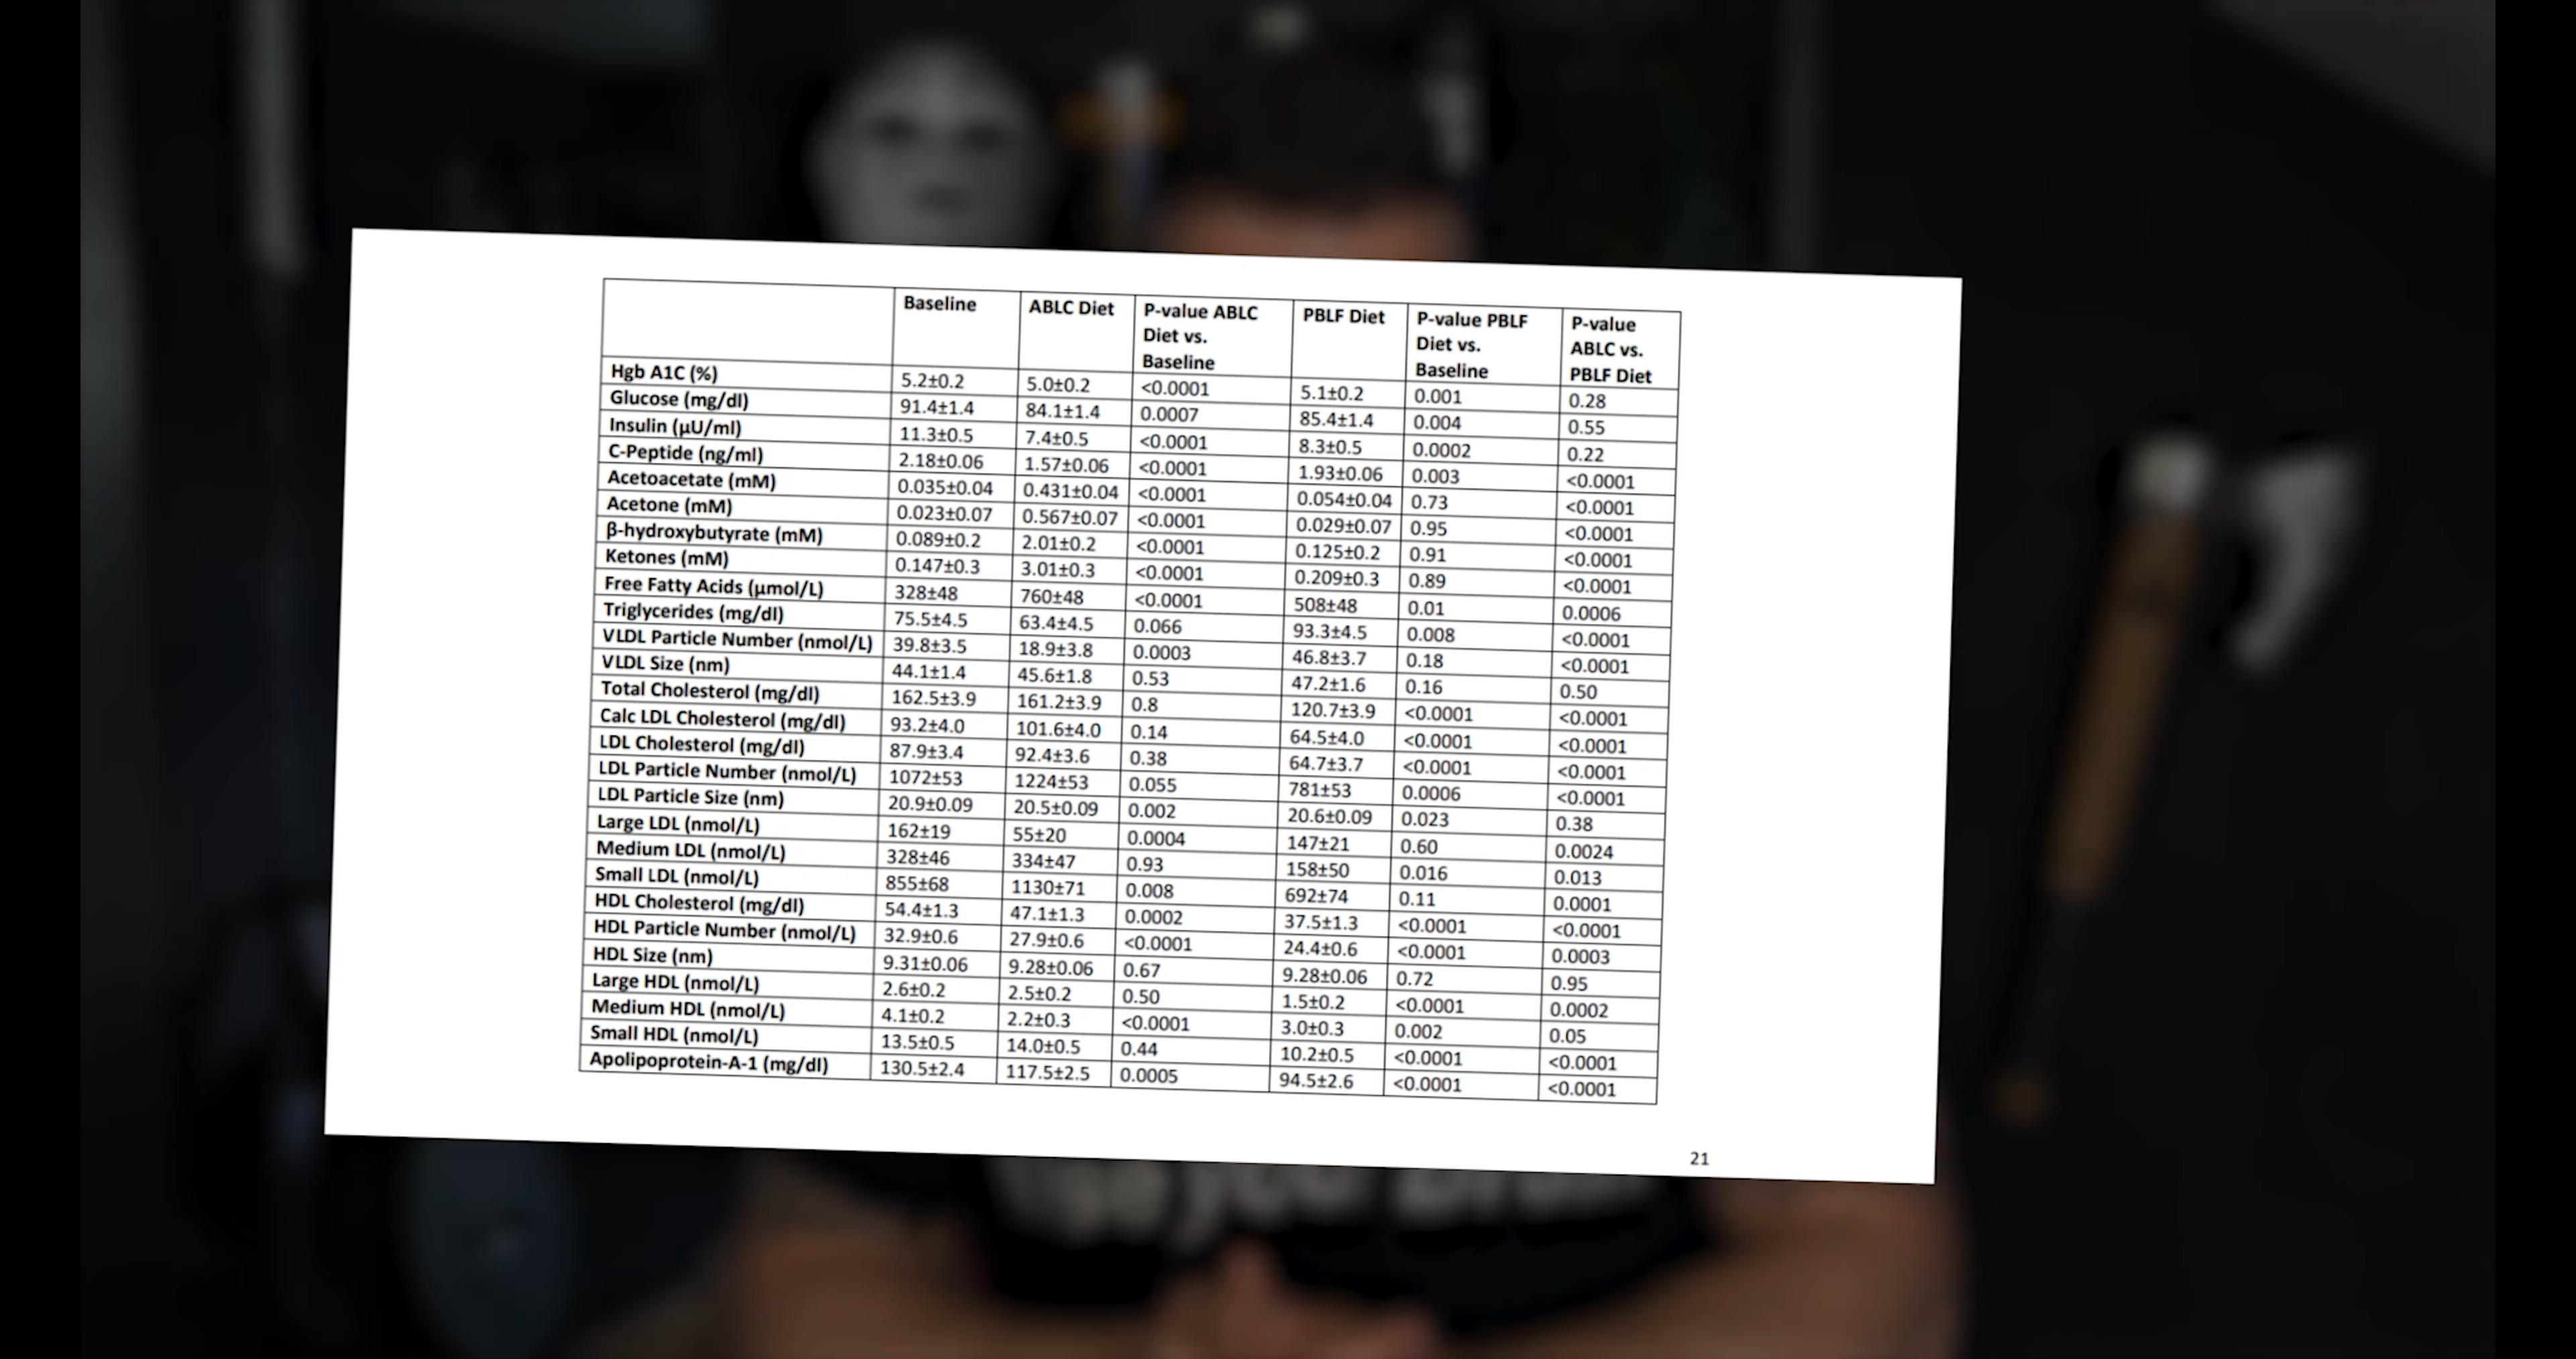 Baseline ABLC Diet P-value ABLC Diet vs. Baseline PBLF Diet P-value PBLF Diet vs. Baseline P-value ABLC vs. PBLF Diet
Hgb A1C (%) 5.2±0.2 5.0±0.2 <0.0001 5.1±0.2 0.001 0.28
Glucose (mg/dl) 91.4±1.4 84.1±1.4 0.0007 85.4±1.4 0.004 0.55
Insulin (μU/ml) 11.3±0.5 7.4±0.5 <0.0001 8.3±0.5 0.0002 0.22
C-Peptide (ng/ml) 2.18±0.06 1.57±0.06 <0.0001 1.93±0.06 0.003 <0.0001
Acetoacetate (mM) 0.035±0.04 0.431±0.04 <0.0001 0.054±0.04 0.73 <0.0001
Acetone (mM) 0.023±0.07 0.567±0.07 <0.0001 0.029±0.07 0.95 <0.0001
β-hydroxybutyrate (mM) 0.089±0.2 2.01±0.2 <0.0001 0.125±0.2 0.91 <0.0001
Ketones (mM) 0.147±0.3 3.01±0.3 <0.0001 0.209±0.3 0.89 <0.0001
Free Fatty Acids (μmol/L) 328±48 760±48 <0.0001 508±48 0.01 0.0006
Triglycerides (mg/dl) 75.5±4.5 63.4±4.5 0.066 93.3±4.5 0.008 <0.0001
VLDL Particle Number (nmol/L) 39.8±3.5 18.9±3.8 0.0003 46.8±3.7 0.18 <0.0001
VLDL Size (nm) 44.1±1.4 45.6±1.8 0.53 47.2±1.6 0.16 0.50
Total Cholesterol (mg/dl) 162.5±3.9 161.2±3.9 0.8 120.7±3.9 <0.0001 <0.0001
Calc LDL Cholesterol (mg/dl) 93.2±4.0 101.6±4.0 0.14 64.5±4.0 <0.0001 <0.0001
LDL Cholesterol (mg/dl) 87.9±3.4 92.4±3.6 0.38 64.7±3.7 <0.0001 <0.0001
LDL Particle Number (nmol/L) 1072±53 1224±53 0.055 781±53 0.0006 <0.0001
LDL Particle Size (nm) 20.9±0.09 20.5±0.09 0.002 20.6±0.09 0.023 0.38
Large LDL (nmol/L) 162±19 55±20 0.0004 147±21 0.60 0.0024
Medium LDL (nmol/L) 328±46 334±47 0.93 158±50 0.016 0.013
Small LDL (nmol/L) 855±68 1130±71 0.008 692±74 0.11 0.0001
HDL Cholesterol (mg/dl) 54.4±1.3 47.1±1.3 0.0002 37.5±1.3 <0.0001 <0.0001
HDL Particle Number (nmol/L) 32.9±0.6 27.9±0.6 <0.0001 24.4±0.6 <0.0001 0.0003
HDL Size (nm) 9.31±0.06 9.28±0.06 0.67 9.28±0.06 0.72 0.95
Large HDL (nmol/L) 2.6±0.2 2.5±0.2 0.50 1.5±0.2 <0.0001 0.0002
Medium HDL (nmol/L) 4.1±0.2 2.2±0.3 <0.0001 3.0±0.3 0.002 0.05
Small HDL (nmol/L) 13.5±0.5 14.0±0.5 0.44 10.2±0.5 <0.0001 <0.0001
Apolipoprotein-A-1 (mg/dl) 130.5±2.4 117.5±2.5 0.0005 94.5±2.6 <0.0001 <0.0001
21